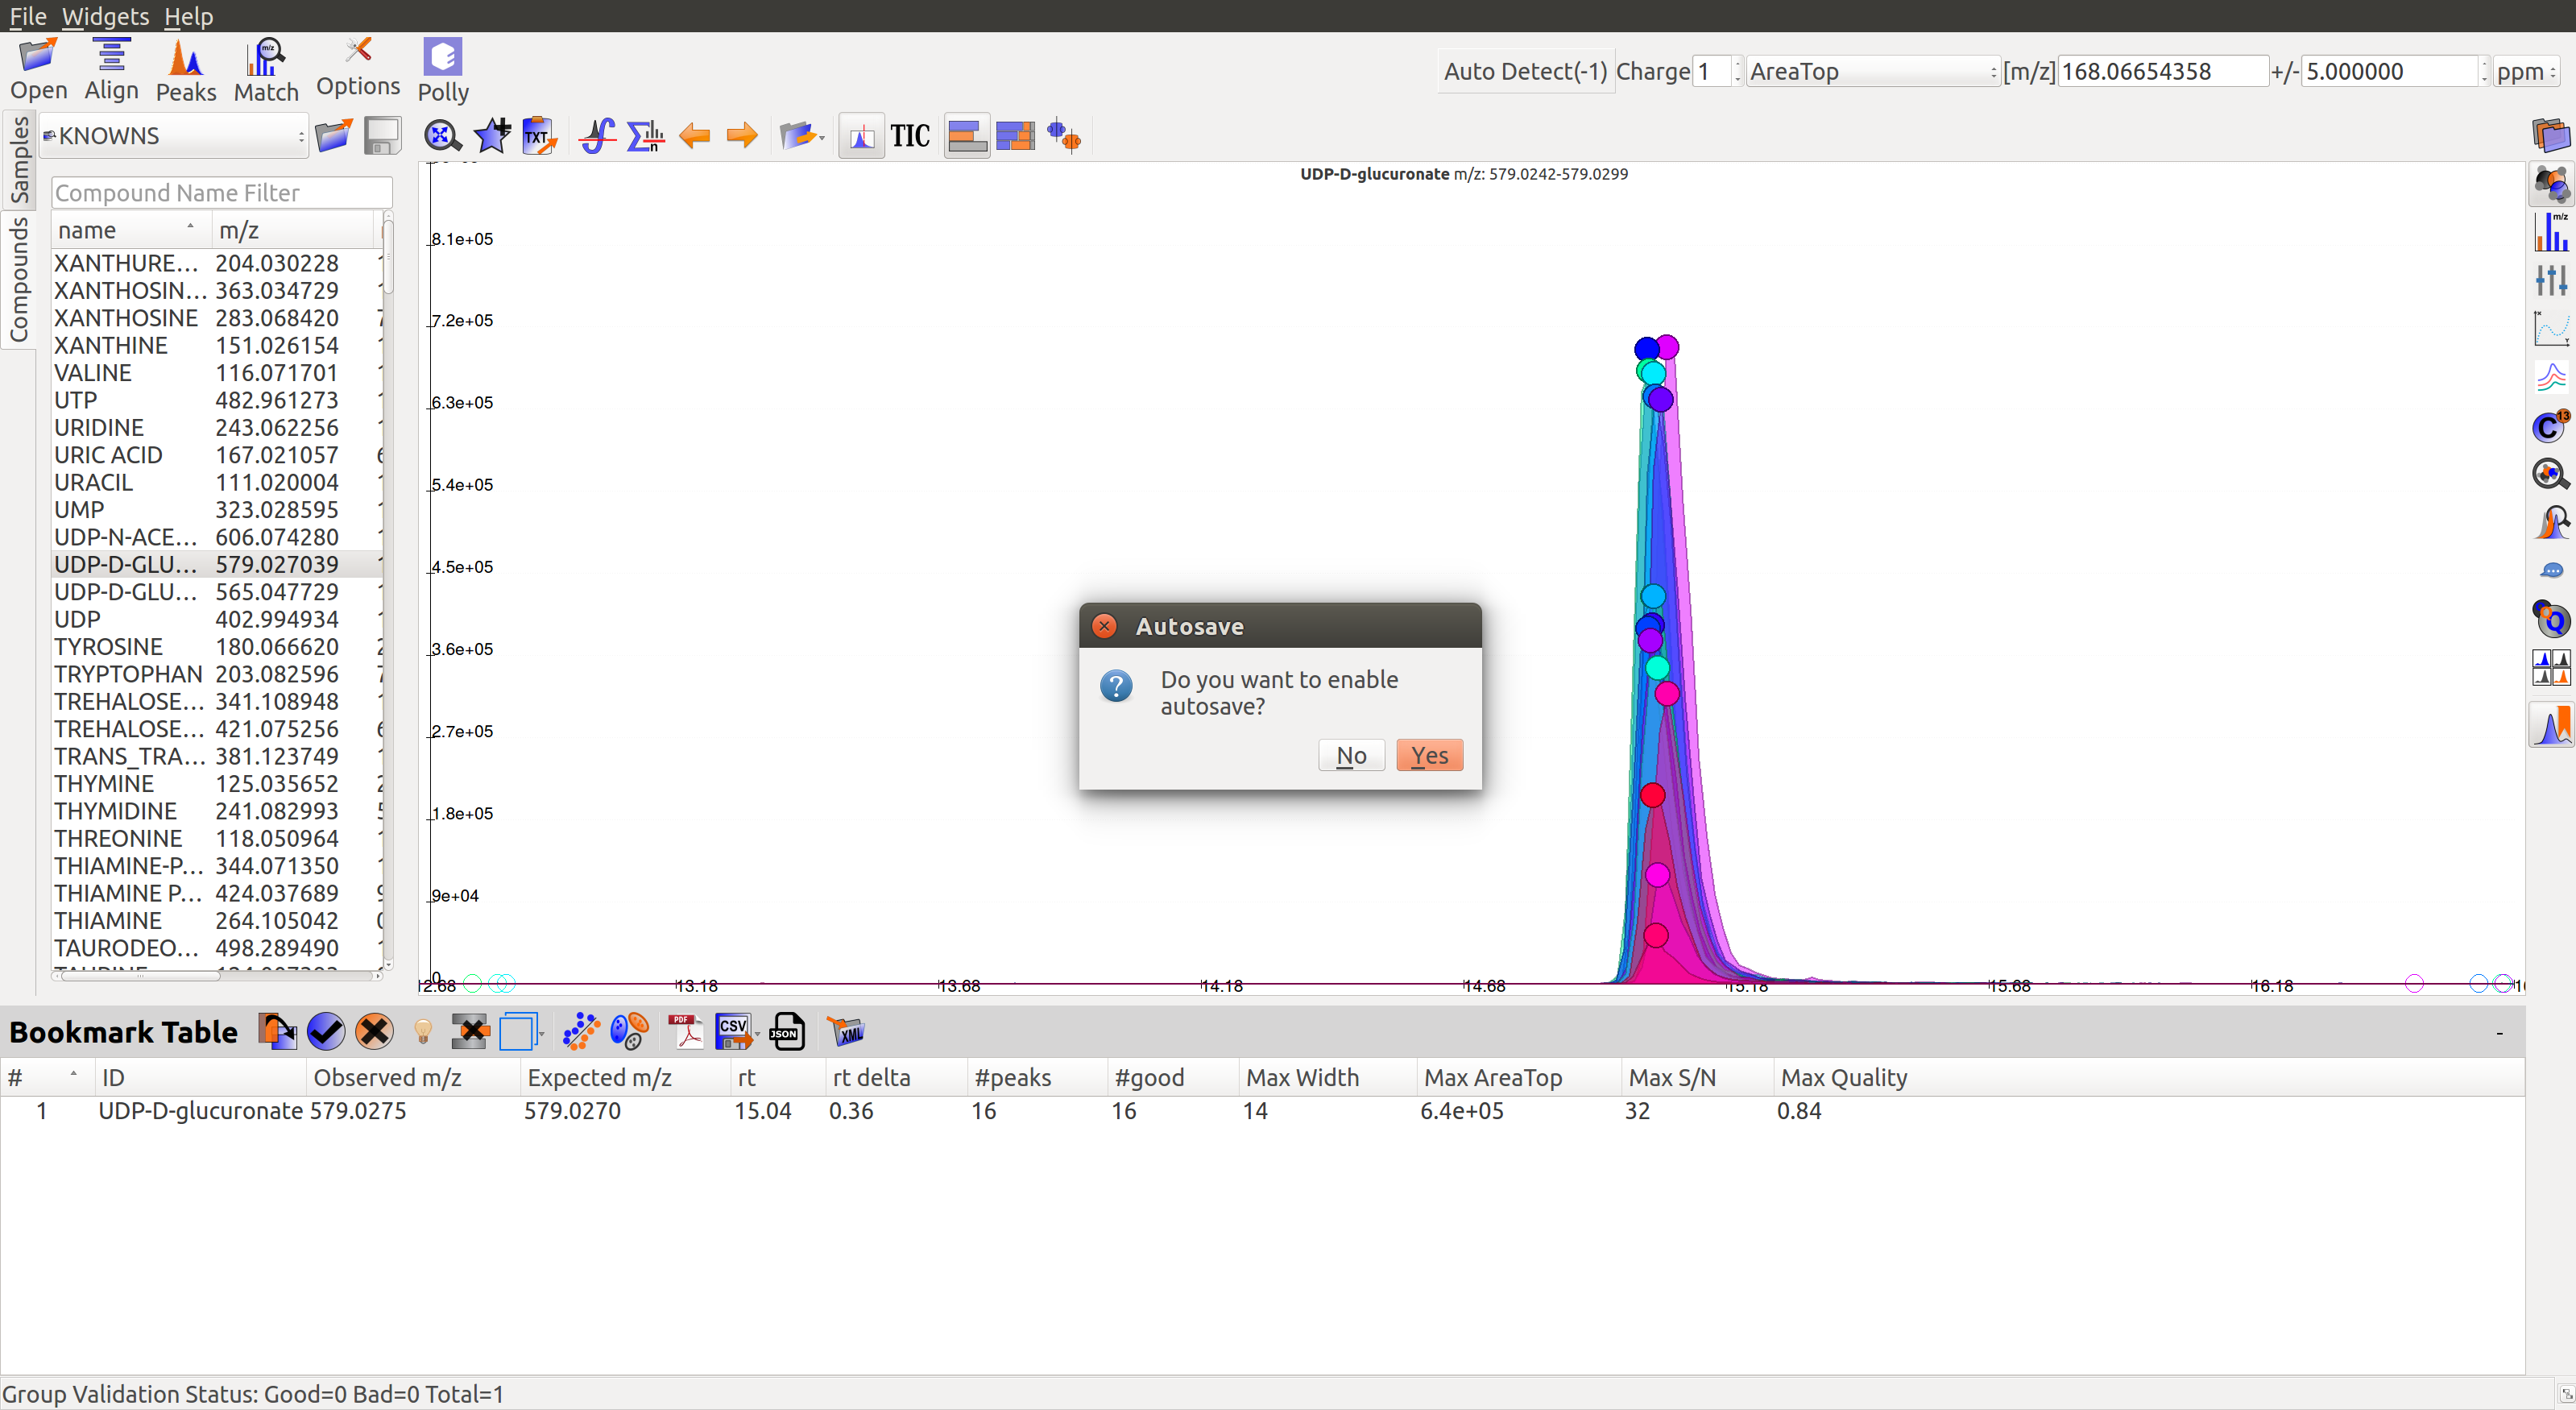 File Widgets Help
Open Align Peaks Match Options Polly
Auto Detect(-1) Charge 1 AreaTop [m/z] 168.06654358 +/- 5.000000 ppm
Samples
Compounds
KNOWNS
TXT
TIC
Compound Name Filter
name m/z
XANTHURE... 204.030228
XANTHOSIN... 363.034729
XANTHOSINE 283.068420
XANTHINE 151.026154
VALINE 116.071701
UTP 482.961273
URIDINE 243.062256
URIC ACID 167.021057
URACIL 111.020004
UMP 323.028595
UDP-N-ACE... 606.074280
UDP-D-GLU... 579.027039
UDP-D-GLU... 565.047729
UDP 402.994934
TYROSINE 180.066620
TRYPTOPHAN 203.082596
TREHALOSE... 341.108948
TREHALOSE... 421.075256
TRANS_TRA... 381.123749
THYMINE 125.035652
THYMIDINE 241.082993
THREONINE 118.050964
THIAMINE-P... 344.071350
THIAMINE P... 424.037689
THIAMINE 264.105042
TAURODEO... 498.289490
UDP-D-glucuronate m/z: 579.0242-579.0299
8.1e+05
7.2e+05
6.3e+05
5.4e+05
4.5e+05
3.6e+05
2.7e+05
1.8e+05
9e+04
0
12.68 13.18 13.68 14.18 14.68 15.18 15.68 16.18
Autosave
Do you want to enable
autosave?
No Yes
m/z
C 13
Q
Bookmark Table
PDF CSV JSON XML
# ID Observed m/z Expected m/z rt rt delta #peaks #good Max Width Max AreaTop Max S/N Max Quality
1 UDP-D-glucuronate 579.0275 579.0270 15.04 0.36 16 16 14 6.4e+05 32 0.84
Group Validation Status: Good=0 Bad=0 Total=1